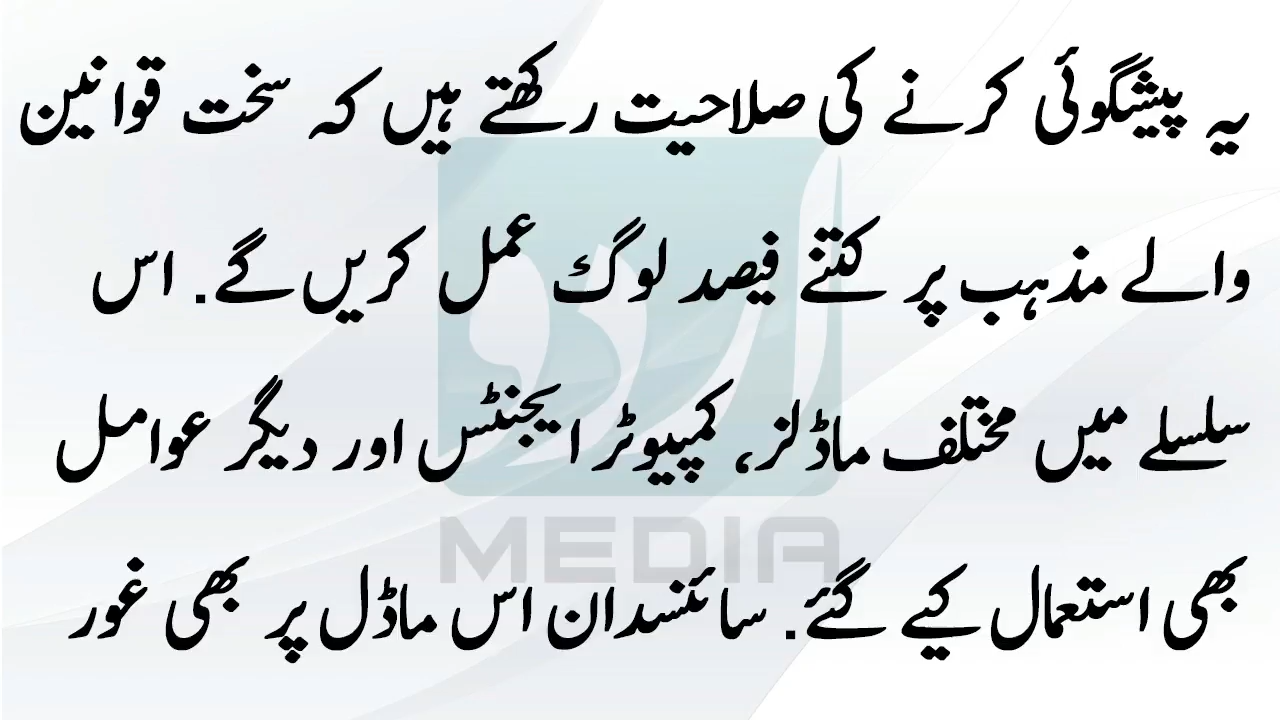 یہ پیشگوئی کرنے کی صلاحیت رکھتے ہیں کہ سخت قوانین
والے مذہب پر کتنے فیصد لوگ عمل کریں گے. اس
سلسلے میں مختلف ماڈلز، کمپیوٹر ایجنٹس اور دیگر عوامل
بھی استعمال کیے گئے. سائنسدان اس ماڈل پر بھی غور
اردو
MEDIA